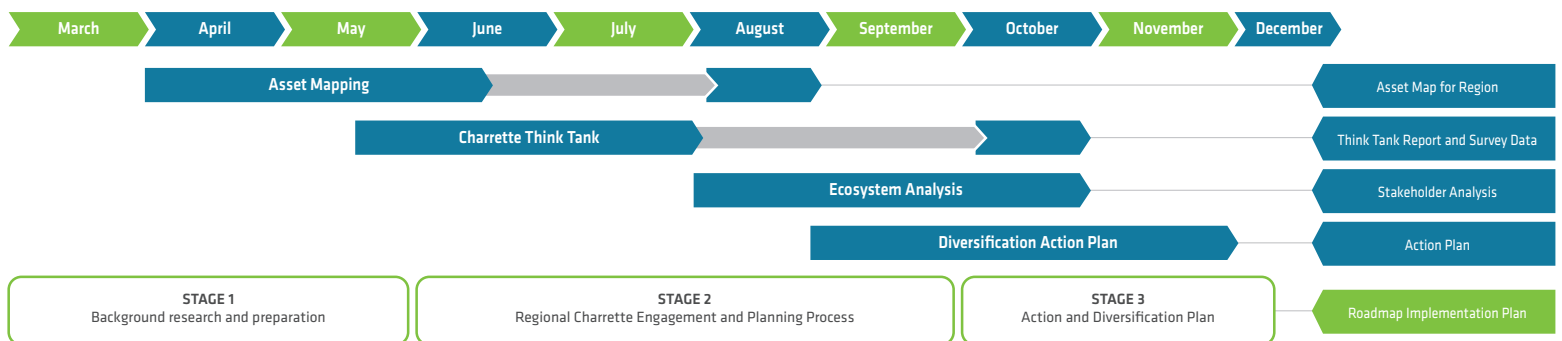 March
April
May
June
July
August
September
October
November
December
Asset Mapping
Asset Map for Region
Charrette Think Tank
Think Tank Report and Survey Data
Ecosystem Analysis
Stakeholder Analysis
Diversification Action Plan
Action Plan
STAGE 1
Background research and preparation
STAGE 2
Regional Charrette Engagement and Planning Process
STAGE 3
Action and Diversification Plan
Roadmap Implementation Plan